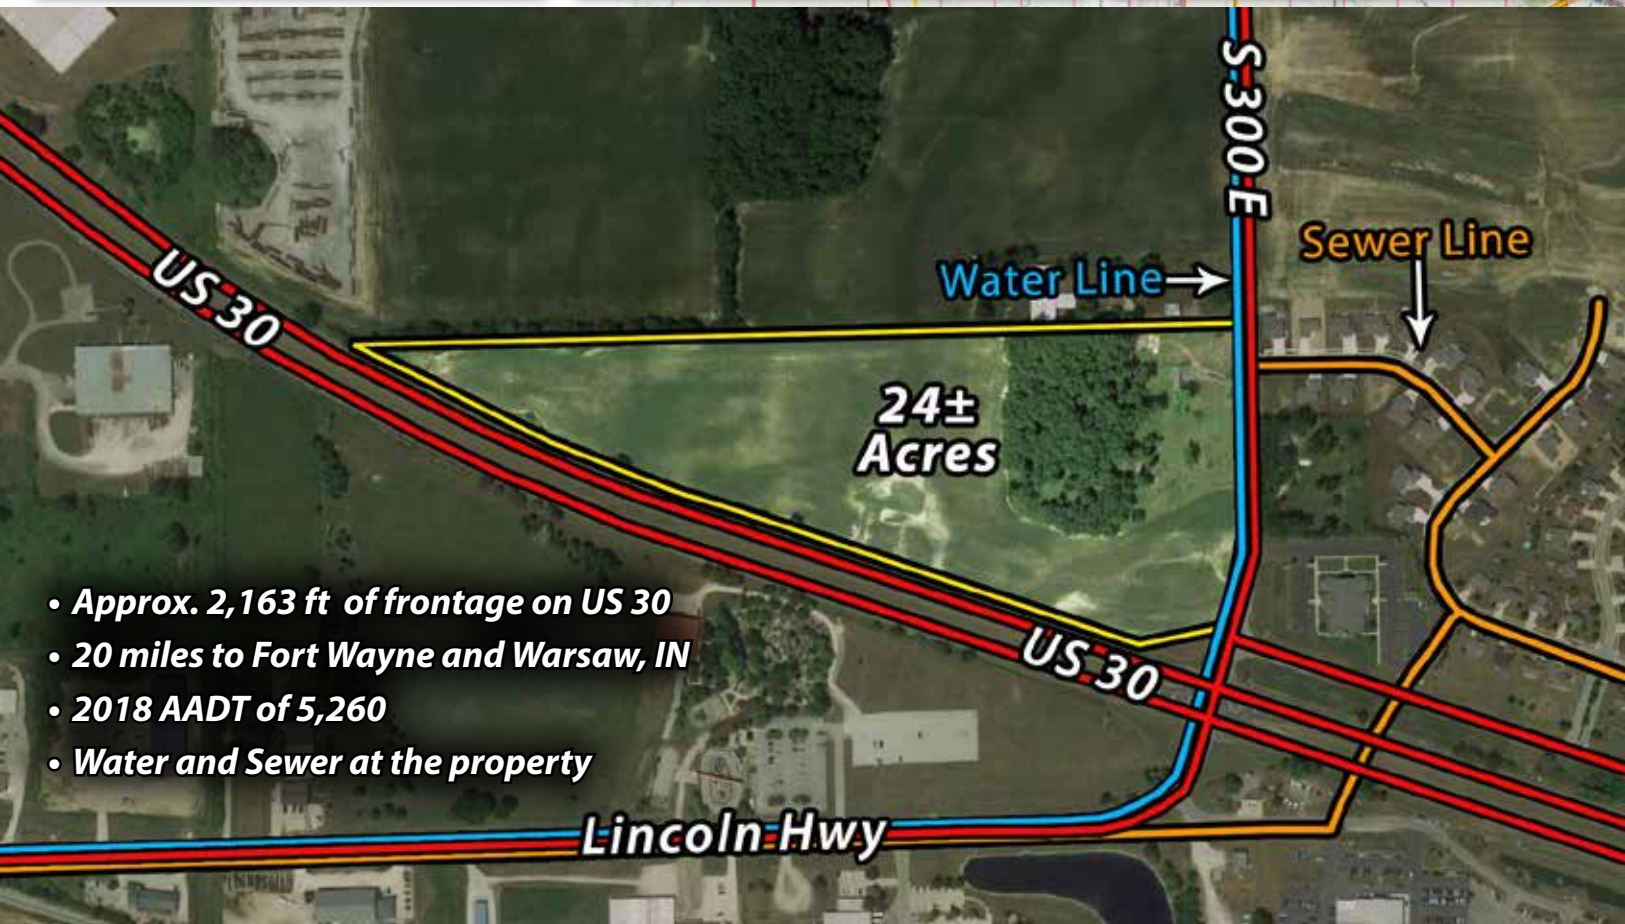 S 300 E
Sewer Line
Water Line
US 30
24±
Acres
• Approx. 2,163 ft of frontage on US 30
• 20 miles to Fort Wayne and Warsaw, IN
• 2018 AADT of 5,260
• Water and Sewer at the property
US 30
Lincoln Hwy